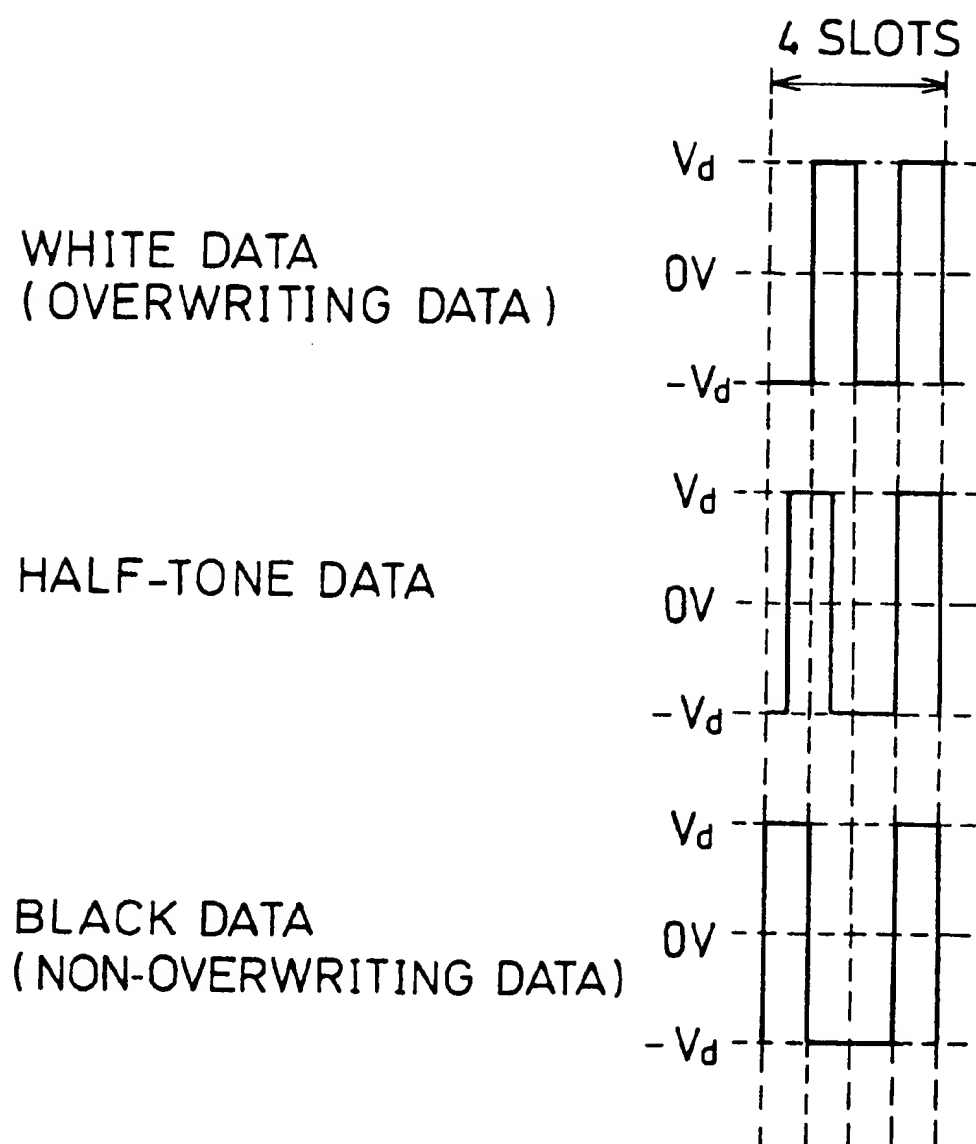 4 SLOTS
Vd
WHITE DATA
(OVERWRITING DATA)
0V
-Vd
Vd
HALF-TONE DATA
0V
-Vd
Vd
BLACK DATA
(NON-OVERWRITING DATA)
0V
-Vd